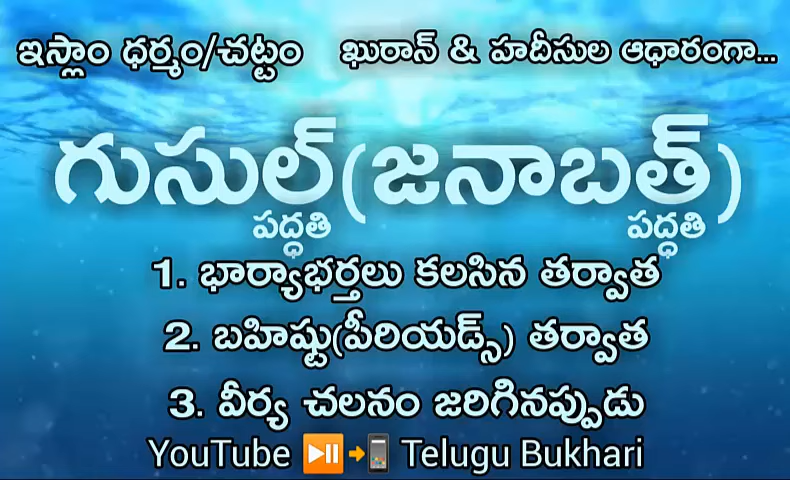 ఇస్లాం ధర్మం/చట్టం ఖురాన్ & హదీసుల ఆధారంగా...
గుసుల్(జనాబత్)
పద్ధతి పద్ధతి
1. భార్యాభర్తలు కలసిన తర్వాత
2. బహిష్టు(పీరియడ్స్) తర్వాత
3. వీర్య చలనం జరిగినప్పుడు
YouTube ⏯️➜📲 Telugu Bukhari